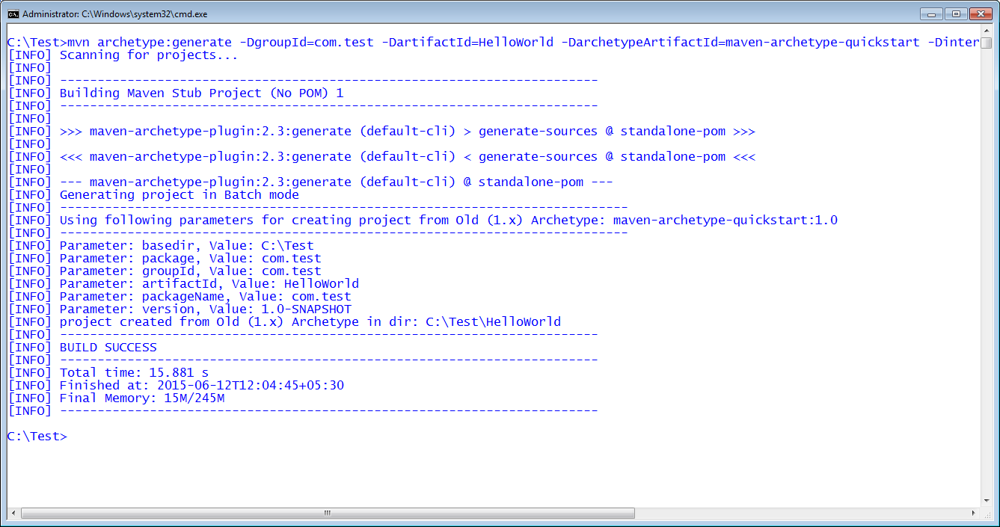 Administrator: C:\Windows\system32\cmd.exe
C:\Test>mvn archetype:generate -DgroupId=com.test -DartifactId=HelloWorld -DarchetypeArtifactId=maven-archetype-quickstart -Dinter
[INFO] Scanning for projects...
[INFO]
[INFO] ------------------------------------------------------------------------
[INFO] Building Maven Stub Project (No POM) 1
[INFO] ------------------------------------------------------------------------
[INFO]
[INFO] >>> maven-archetype-plugin:2.3:generate (default-cli) > generate-sources @ standalone-pom >>>
[INFO]
[INFO] <<< maven-archetype-plugin:2.3:generate (default-cli) < generate-sources @ standalone-pom <<<
[INFO]
[INFO] --- maven-archetype-plugin:2.3:generate (default-cli) @ standalone-pom ---
[INFO] Generating project in Batch mode
[INFO] ----------------------------------------------------------------------------
[INFO] Using following parameters for creating project from Old (1.x) Archetype: maven-archetype-quickstart:1.0
[INFO] ----------------------------------------------------------------------------
[INFO] Parameter: basedir, Value: C:\Test
[INFO] Parameter: package, Value: com.test
[INFO] Parameter: groupId, Value: com.test
[INFO] Parameter: artifactId, Value: HelloWorld
[INFO] Parameter: packageName, Value: com.test
[INFO] Parameter: version, Value: 1.0-SNAPSHOT
[INFO] project created from Old (1.x) Archetype in dir: C:\Test\HelloWorld
[INFO] ------------------------------------------------------------------------
[INFO] BUILD SUCCESS
[INFO] ------------------------------------------------------------------------
[INFO] Total time: 15.881 s
[INFO] Finished at: 2015-06-12T12:04:45+05:30
[INFO] Final Memory: 15M/245M
[INFO] ------------------------------------------------------------------------
C:\Test>